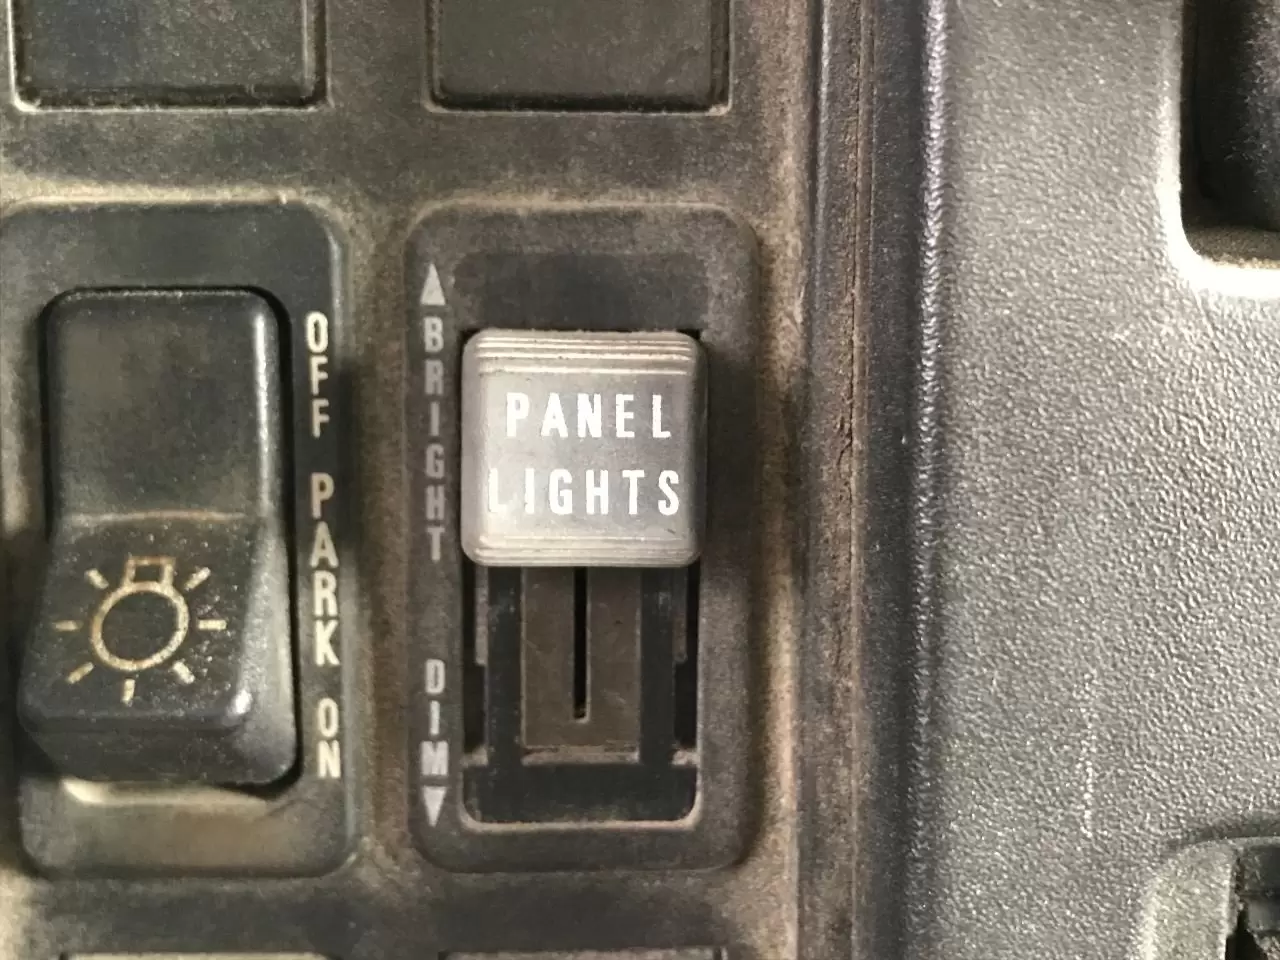 OFF PARK ON
BRIGHT
DIM
PANEL
LIGHTS